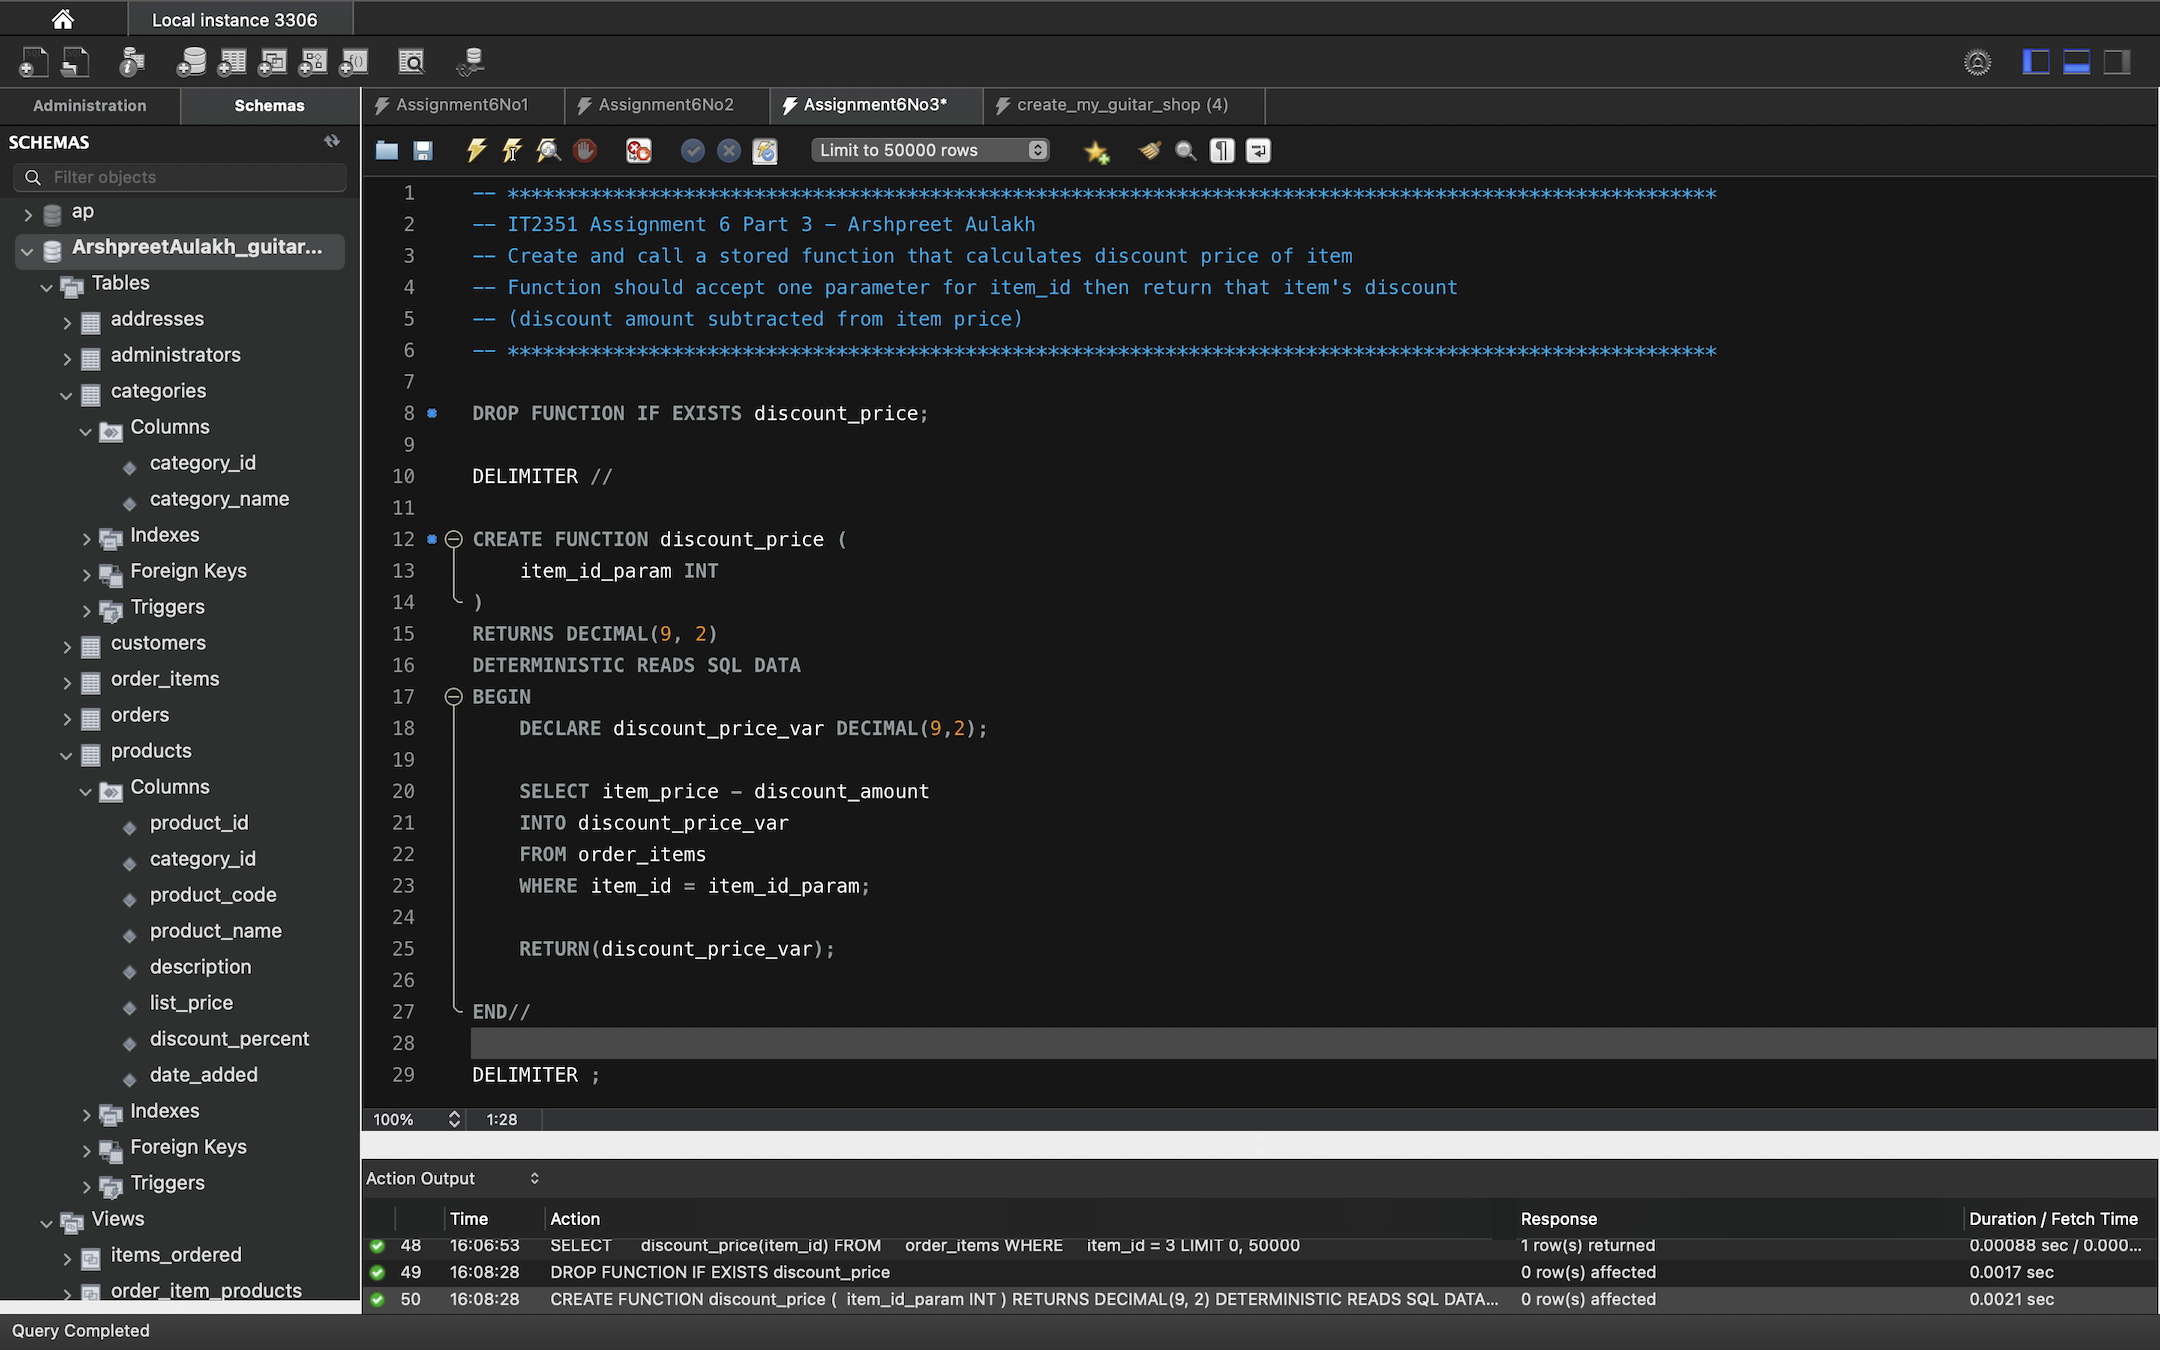 Local instance 3306
Administration
Schemas
Assignment6No1
Assignment6No2
Assignment6No3*
create_my_guitar_shop (4)
SCHEMAS
Filter objects
ap
ArshpreetAulakh_guitar...
Tables
addresses
administrators
categories
Columns
category_id
category_name
Indexes
Foreign Keys
Triggers
customers
order_items
orders
products
Columns
product_id
category_id
product_code
product_name
description
list_price
discount_percent
date_added
Indexes
Foreign Keys
Triggers
Views
items_ordered
order_item_products
Limit to 50000 rows
1 -- *******************************************************************************************************
2 -- IT2351 Assignment 6 Part 3 - Arshpreet Aulakh
3 -- Create and call a stored function that calculates discount price of item
4 -- Function should accept one parameter for item_id then return that item's discount
5 -- (discount amount subtracted from item price)
6 -- *******************************************************************************************************
7
8 DROP FUNCTION IF EXISTS discount_price;
9
10 DELIMITER //
11
12 CREATE FUNCTION discount_price (
13 item_id_param INT
14 )
15 RETURNS DECIMAL(9, 2)
16 DETERMINISTIC READS SQL DATA
17 BEGIN
18 DECLARE discount_price_var DECIMAL(9,2);
19
20 SELECT item_price - discount_amount
21 INTO discount_price_var
22 FROM order_items
23 WHERE item_id = item_id_param;
24
25 RETURN(discount_price_var);
26
27 END//
28
29 DELIMITER ;
100% 1:28
Action Output
Time Action Response Duration / Fetch Time
48 16:06:53 SELECT discount_price(item_id) FROM order_items WHERE item_id = 3 LIMIT 0, 50000 1 row(s) returned 0.00088 sec / 0.000...
49 16:08:28 DROP FUNCTION IF EXISTS discount_price 0 row(s) affected 0.0017 sec
50 16:08:28 CREATE FUNCTION discount_price ( item_id_param INT ) RETURNS DECIMAL(9, 2) DETERMINISTIC READS SQL DATA... 0 row(s) affected 0.0021 sec
Query Completed